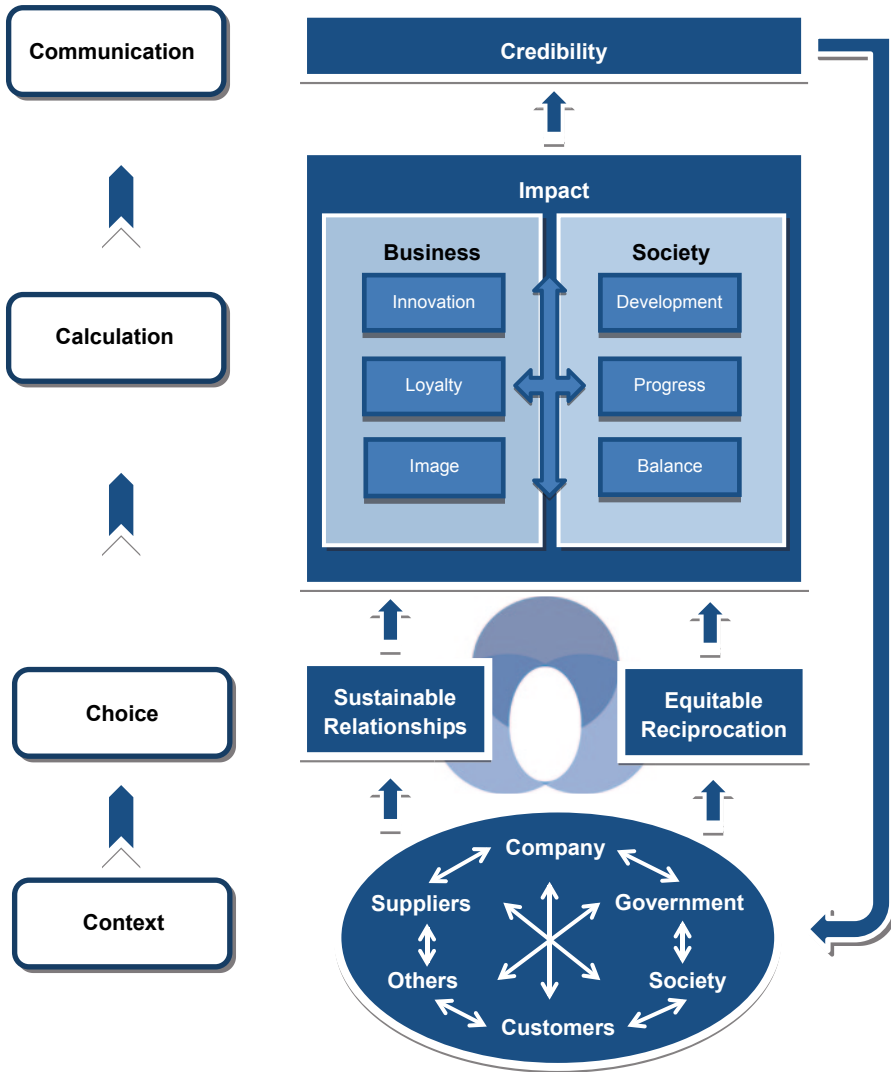 Communication
Credibility
Impact
Business
Society
Innovation
Development
Calculation
Loyalty
Progress
Image
Balance
Choice
Sustainable
Relationships
Equitable
Reciprocation
Company
Suppliers
Government
Context
Others
Society
Customers